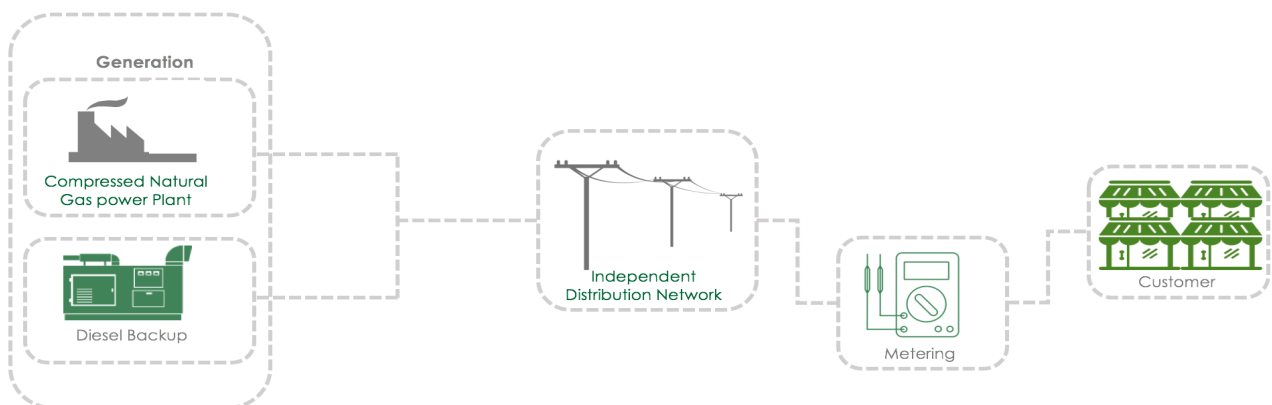 Generation
Compressed Natural
Gas power Plant
Diesel Backup
Independent
Distribution Network
Metering
Customer